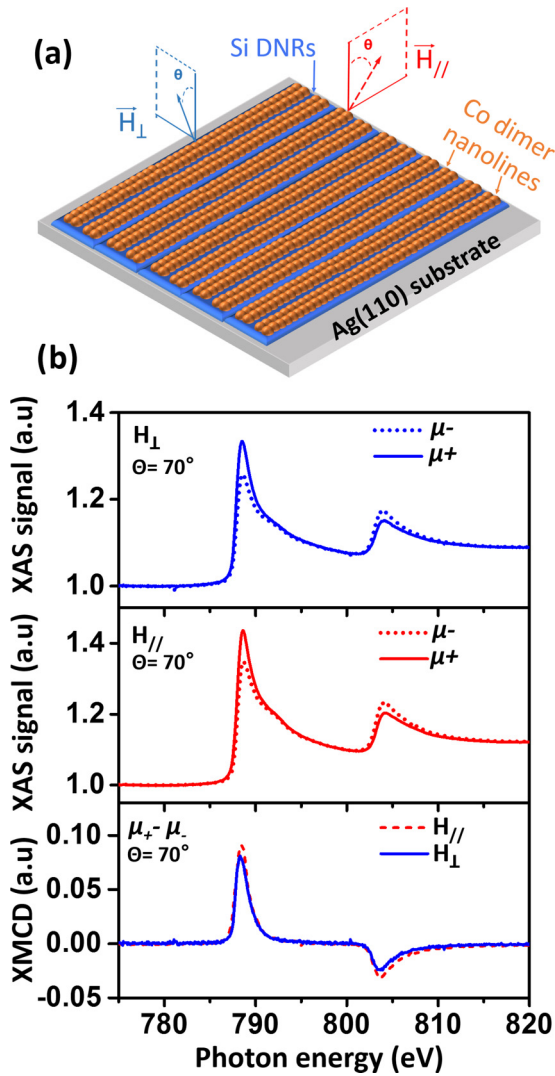 (a)
θ
Si DNRs
θ
H⊥
H//
Co dimer
nanolines
Ag(110) substrate
(b)
XAS signal (a.u)
1.4
1.2
1.0
H⊥
Θ= 70°
μ-
μ+
XAS signal (a.u)
1.4
1.2
1.0
H//
Θ= 70°
μ-
μ+
XMCD (a.u)
0.10
0.05
0.00
-0.05
μ+- μ-
Θ= 70°
H//
H⊥
780 790 800 810 820
Photon energy (eV)